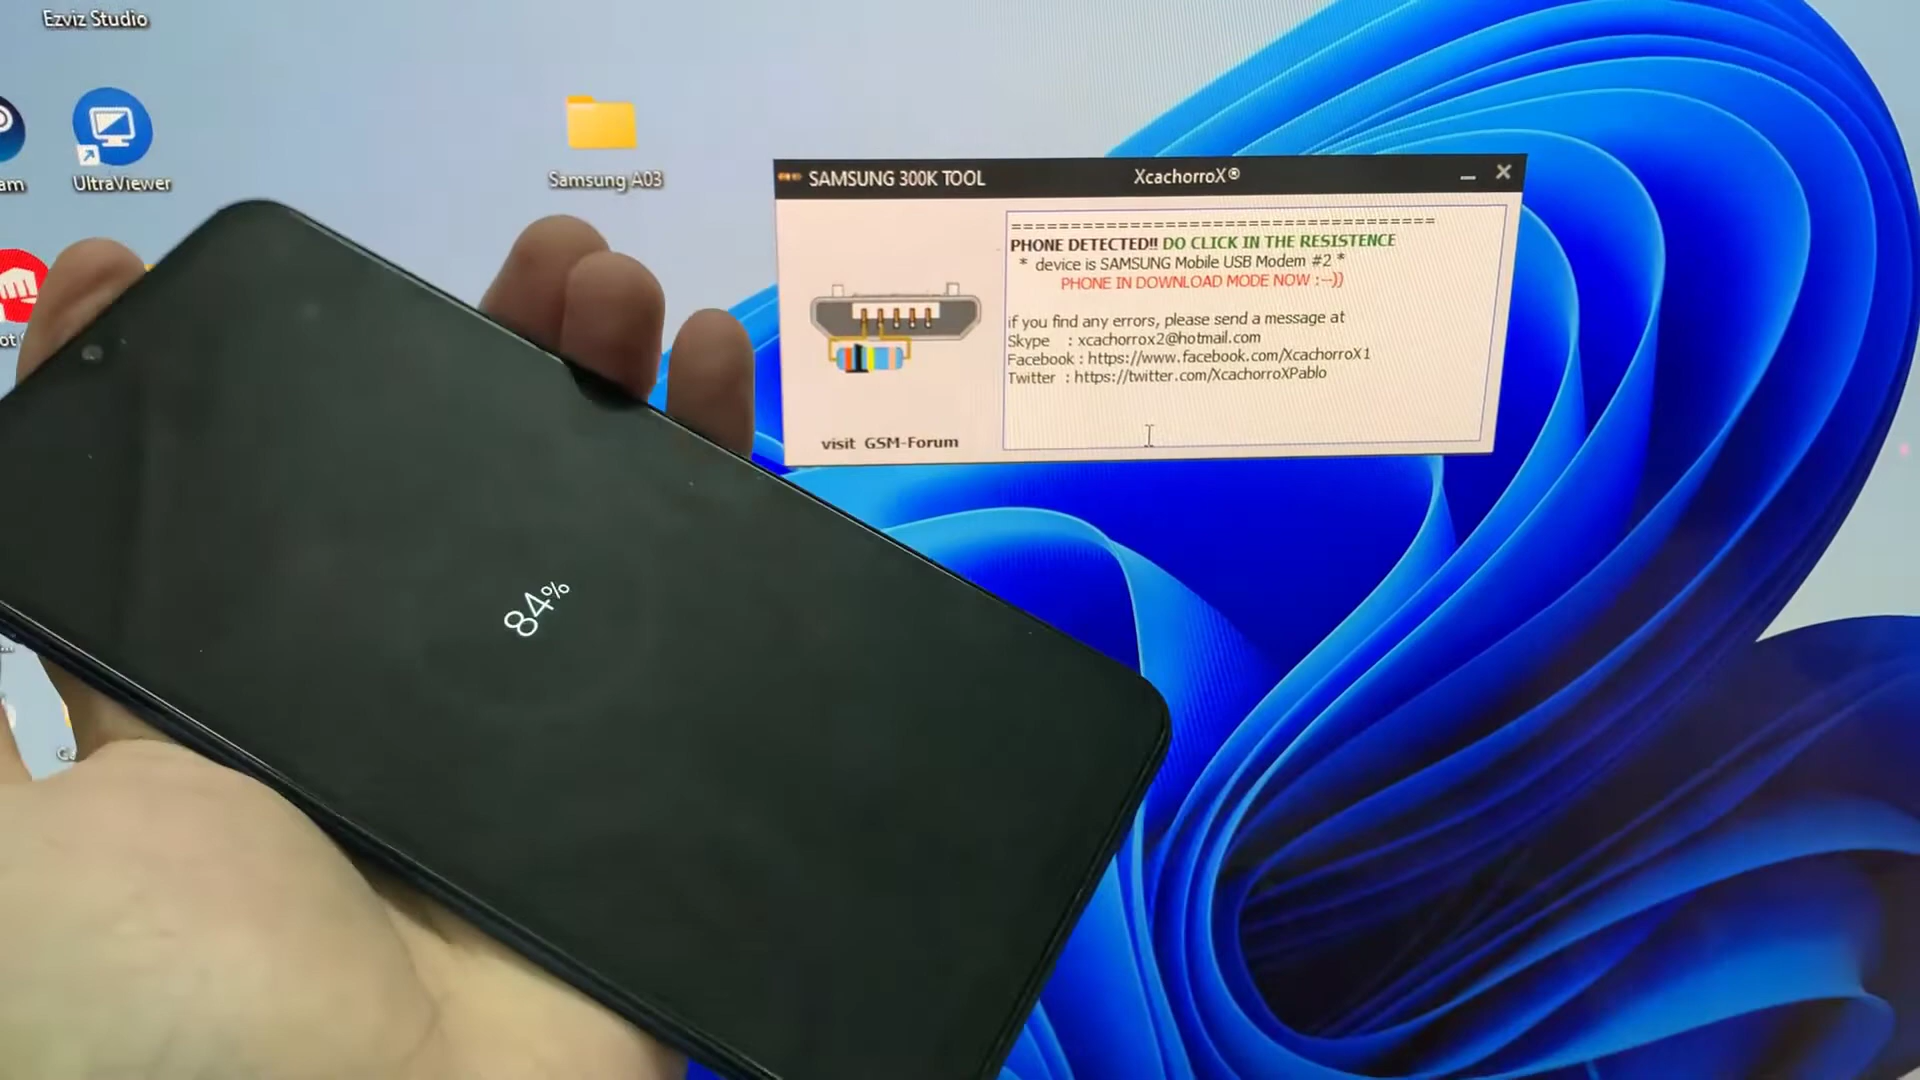 Ezviz Studio
am
UltraViewer
Samsung A03
SAMSUNG 300K TOOL
XcachorroX®
==================================
PHONE DETECTED!! DO CLICK IN THE RESISTENCE
* device is SAMSUNG Mobile USB Modem #2 *
PHONE IN DOWNLOAD MODE NOW :--))
if you find any errors, please send a message at
Skype : xcachorrox2@hotmail.com
Facebook : https://www.facebook.com/XcachorroX1
Twitter : https://twitter.com/XcachorroXPablo
visit GSM-Forum
84%